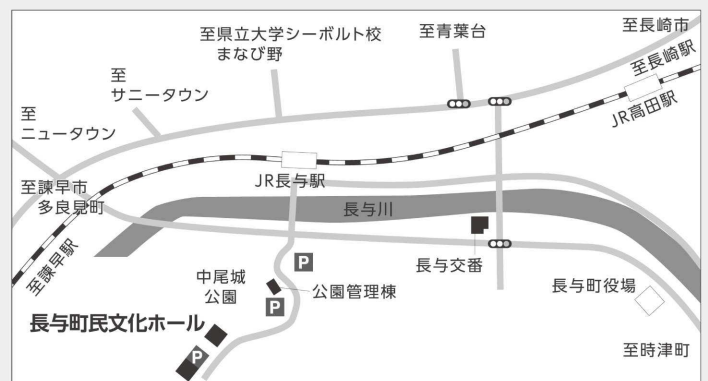 至県立大学シーボルト校
まなび野
至青葉台
至長崎市
至長崎駅
至
サニータウン
至
ニュータウン
JR高田駅
JR長与駅
至諫早市
多良見町
長与川
至諫早駅
長与交番
P
中尾城
公園
公園管理棟
P
長与町役場
長与町民文化ホール
P
至時津町